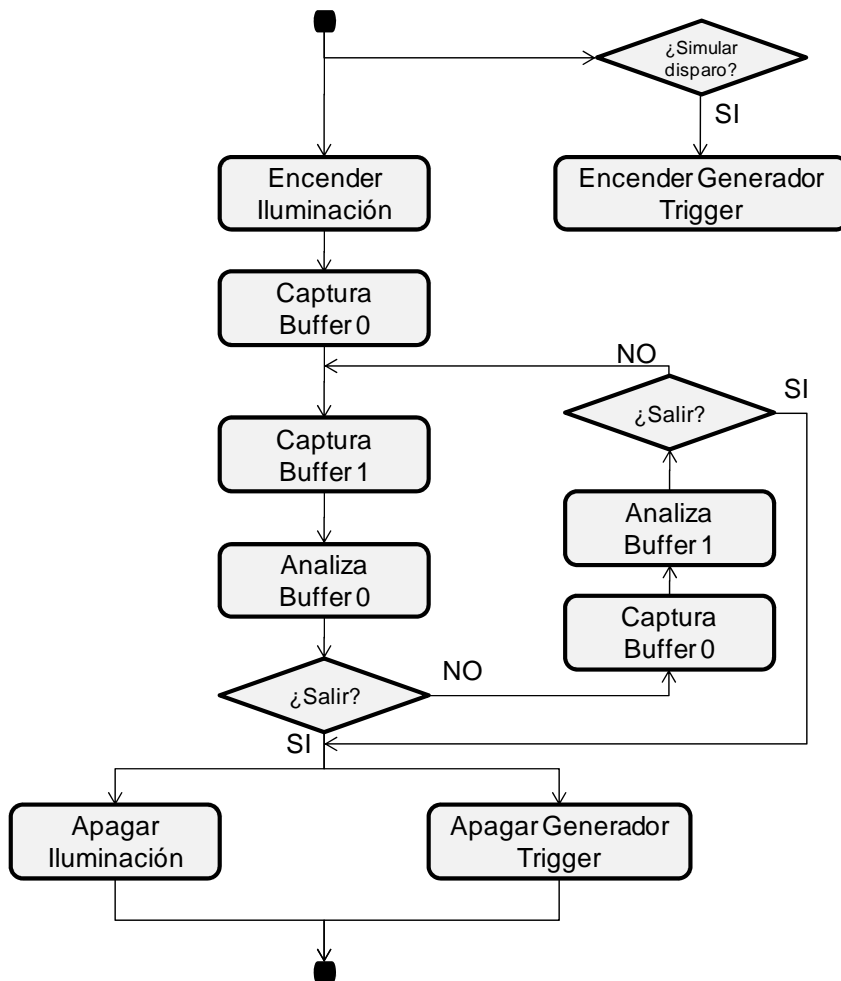 ¿Simular
disparo?
SI
Encender
Iluminación
Encender Generador
Trigger
Captura
Buffer 0
NO
SI
¿Salir?
Captura
Buffer 1
Analiza
Buffer 1
Analiza
Buffer 0
Captura
Buffer 0
¿Salir?
NO
SI
Apagar
Iluminación
Apagar Generador
Trigger